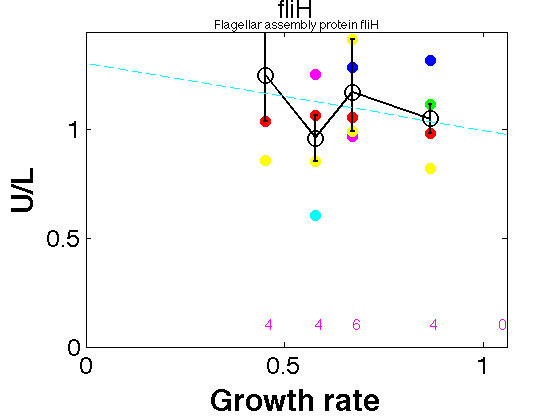 fliH
Flagellar assembly protein fliH
U/L
1
0.5
0
4 4 6 4 0
0 0.5 1
Growth rate